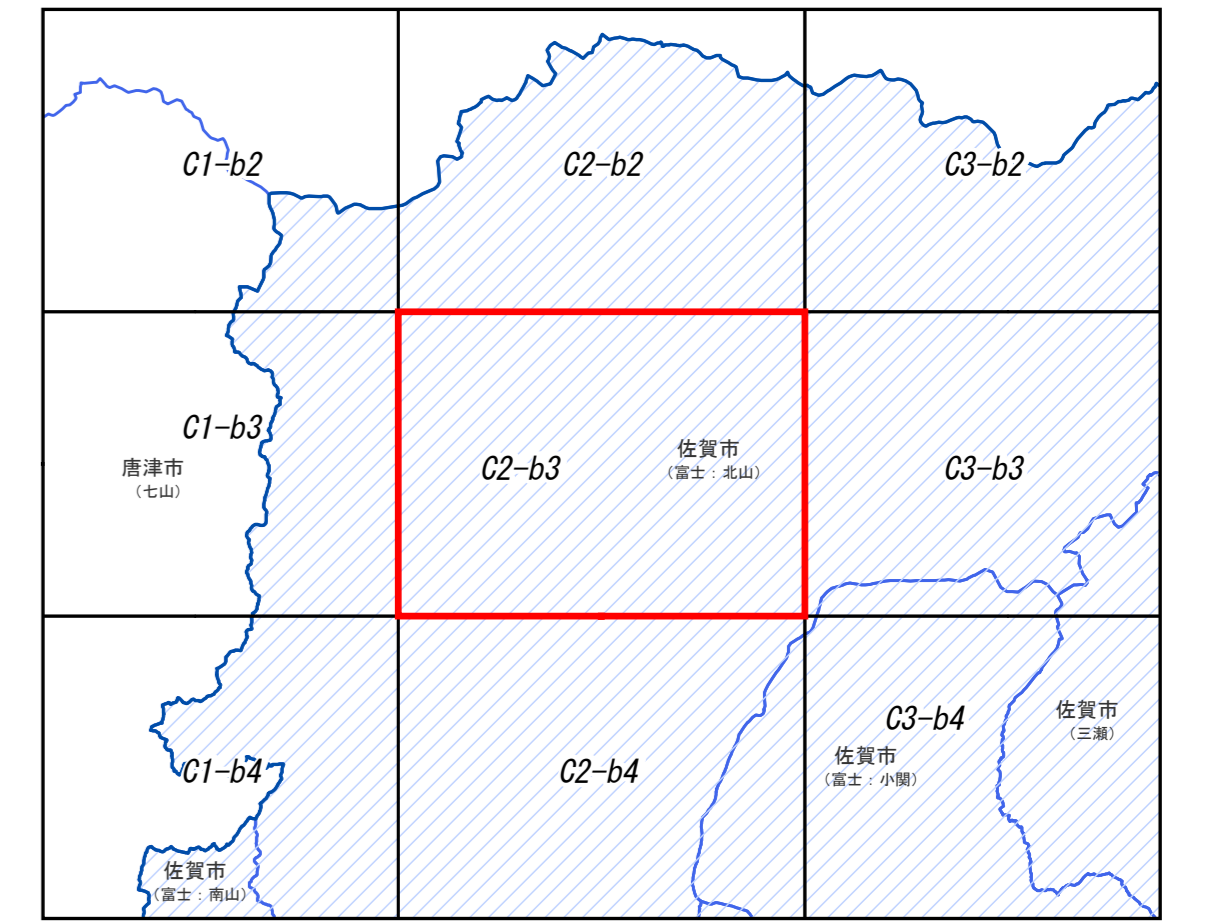 C1-b2
C2-b2
C3-b2
C1-b3
唐津市
（七山）
C2-b3
佐賀市
（富士：北山）
C3-b3
C1-b4
佐賀市
（富士：南山）
C2-b4
C3-b4
佐賀市
（富士：小関）
佐賀市
（三瀬）